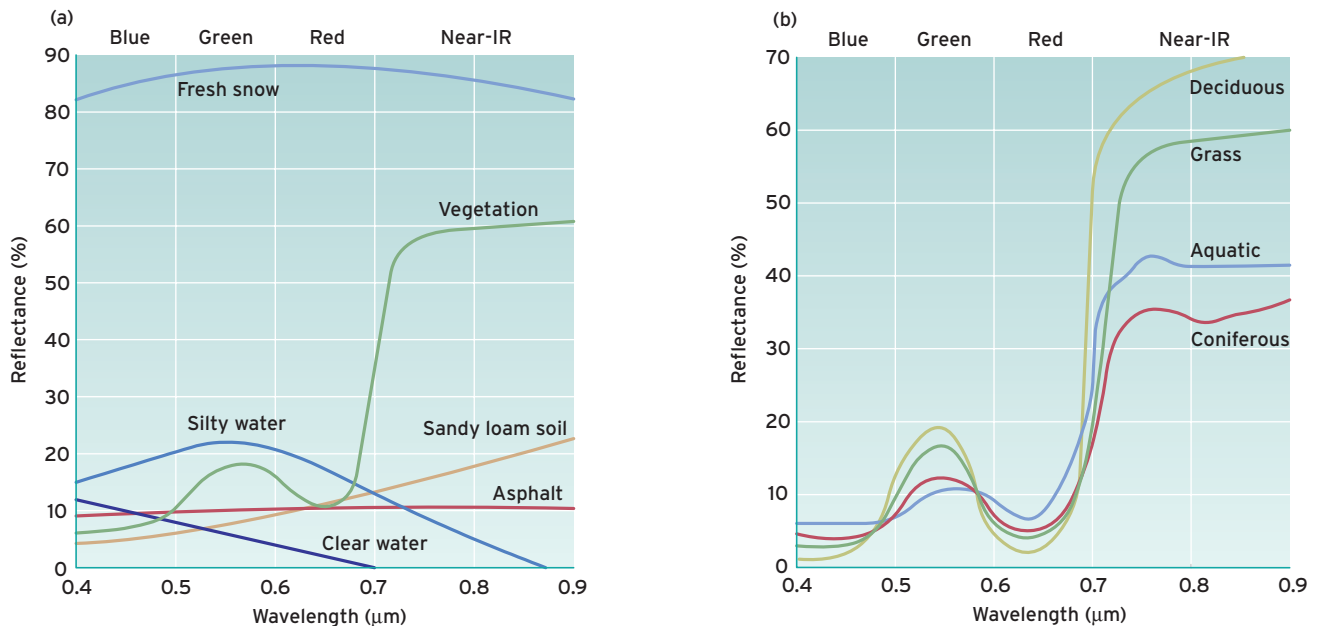 (a)
Blue Green Red Near-IR
Reflectance (%)
90
80
70
60
50
40
30
20
10
0
Fresh snow
Vegetation
Silty water
Sandy loam soil
Asphalt
Clear water
0.4 0.5 0.6 0.7 0.8 0.9
Wavelength (μm)
(b)
Blue Green Red Near-IR
Reflectance (%)
70
60
50
40
30
20
10
0
Deciduous
Grass
Aquatic
Coniferous
0.4 0.5 0.6 0.7 0.8 0.9
Wavelength (μm)